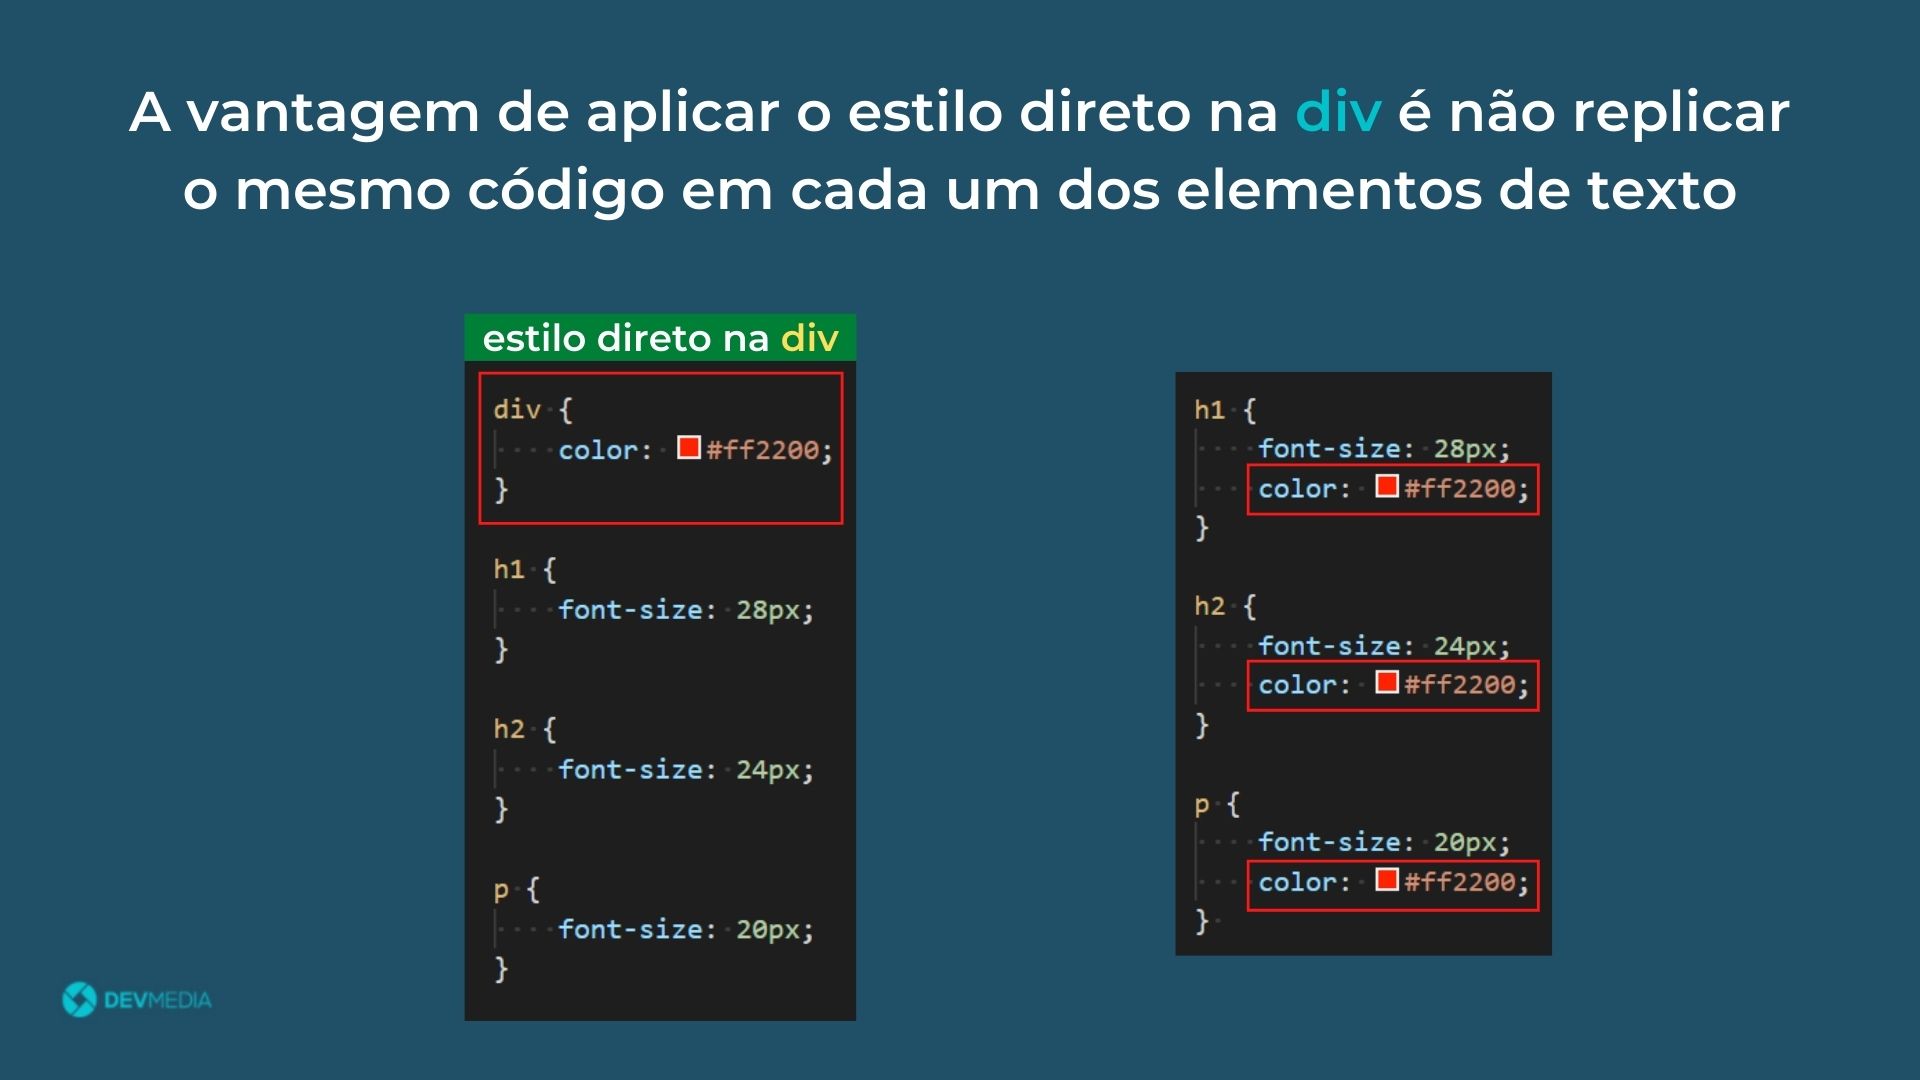 A vantagem de aplicar o estilo direto na div é não replicar
o mesmo código em cada um dos elementos de texto
estilo direto na div
div {
color: #ff2200;
}
h1 {
font-size: 28px;
}
h2 {
font-size: 24px;
}
p {
font-size: 20px;
}
h1 {
font-size: 28px;
color: #ff2200;
}
h2 {
font-size: 24px;
color: #ff2200;
}
p {
font-size: 20px;
color: #ff2200;
}
DEVMEDIA